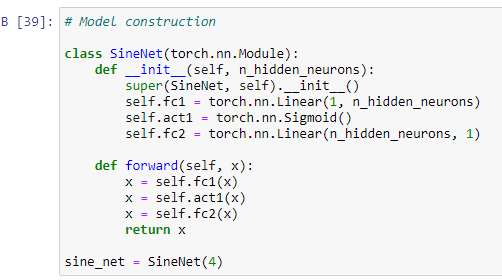 B [39]: # Model construction
class SineNet(torch.nn.Module):
    def __init__(self, n_hidden_neurons):
        super(SineNet, self).__init__()
        self.fc1 = torch.nn.Linear(1, n_hidden_neurons)
        self.act1 = torch.nn.Sigmoid()
        self.fc2 = torch.nn.Linear(n_hidden_neurons, 1)
    def forward(self, x):
        x = self.fc1(x)
        x = self.act1(x)
        x = self.fc2(x)
        return x
sine_net = SineNet(4)